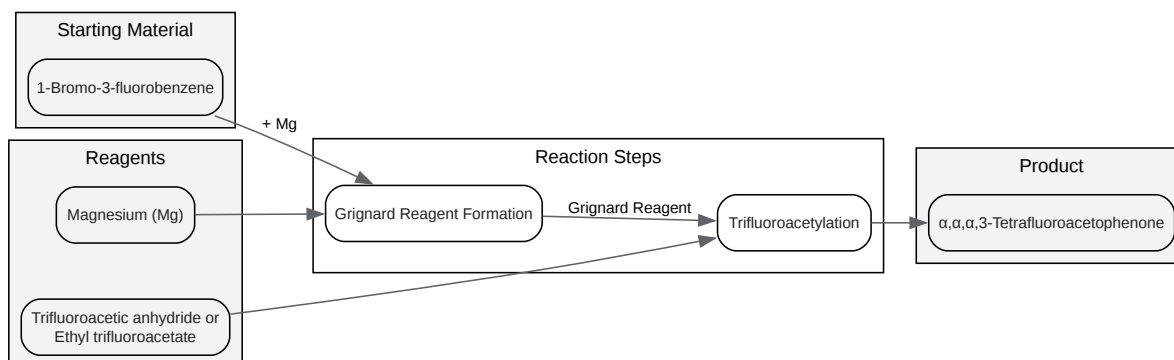 Starting Material
1-Bromo-3-fluorobenzene
+ Mg
Reagents
Magnesium (Mg)
Trifluoroacetic anhydride or
Ethyl trifluoroacetate
Reaction Steps
Grignard Reagent Formation
Grignard Reagent
Trifluoroacetylation
Product
α,α,α,3-Tetrafluoroacetophenone